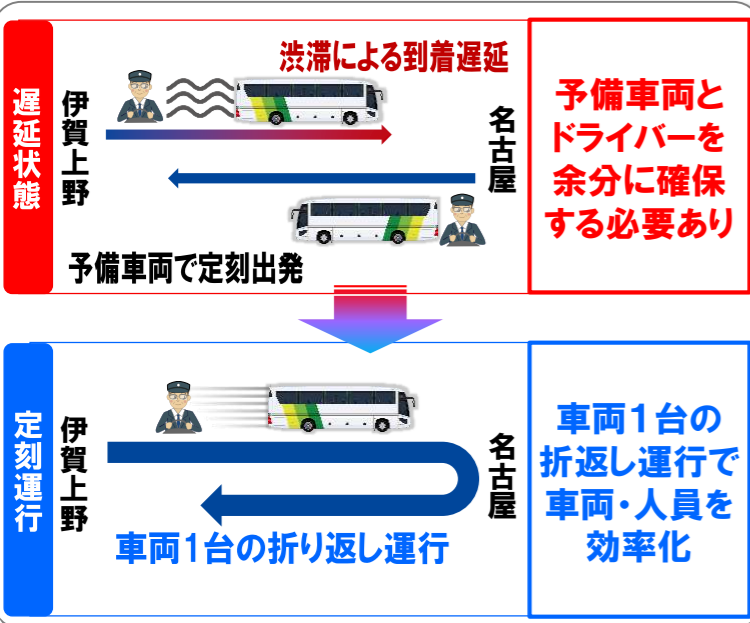 遅延状態
伊賀上野
渋滞による到着遅延
名古屋
予備車両で定刻出発
予備車両と
ドライバーを
余分に確保
する必要あり
定刻運行
伊賀上野
名古屋
車両1台の折り返し運行
車両1台の
折返し運行で
車両・人員を
効率化